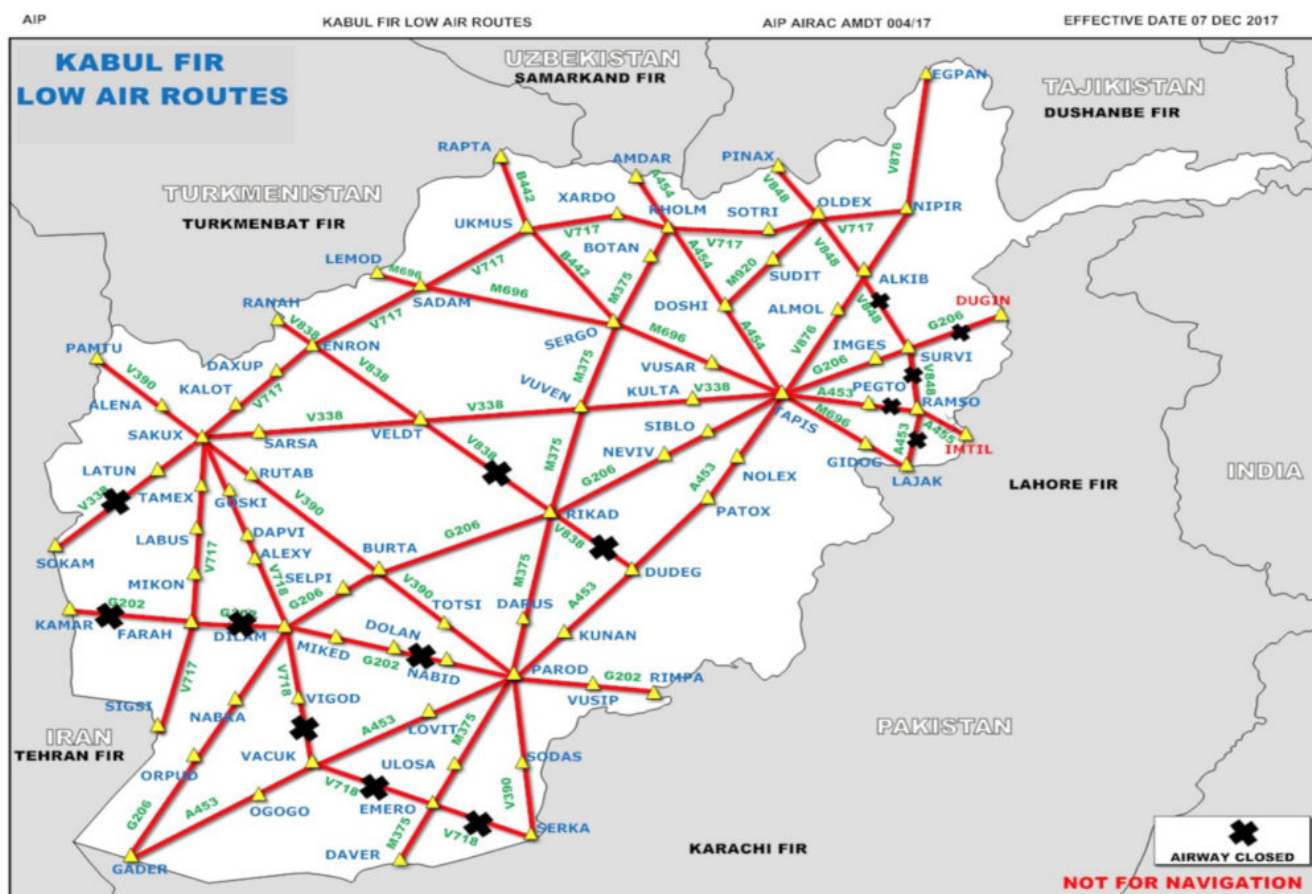 AIP
KABUL FIR LOW AIR ROUTES
AIP AIRAC AMDT 004/17
EFFECTIVE DATE 07 DEC 2017
KABUL FIR
LOW AIR ROUTES
UZBEKISTAN
SAMARKAND FIR
TAJIKISTAN
DUSHANBE FIR
TURKMENISTAN
TURKMENBAT FIR
EGPAN
V876
RAPTA
B442
AMDAR
A454
PINAX
V848
XARDO
KHOLM
SOTRI
OLDEX
NIPIR
UKMUS
V717
V717
V717
BOTAN
V848
LEMOD
M696
V717
B442
M375
A454
M920
SUDIT
ALKIB
SADAM
M696
DOSHI
ALMOL
V848
DUGIN
G206
RANAH
V838
V717
ENRON
SERGO
M696
A454
V876
IMGES
SURVI
PAMTU
V390
DAXUP
V838
M375
VUSAR
G206
V848
KALOT
V717
VUVEN
KULTA
V338
A453
PEGTO
RAMSO
ALENA
V338
V338
TAPIS
M696
A455
SAKUX
SARSA
VELDT
SIBLO
A453
IMTIL
LATUN
RUTAB
V838
M375
NEVIV
NOLEX
GIDOG
LAJAK
LAHORE FIR
INDIA
V338
TAMEX
GOSKI
V390
G206
A453
PATOX
SOKAM
LABUS
DAPVI
G206
RIKAD
V838
V717
ALEXY
BURTA
DUDEG
MIKON
V718
SELPI
G206
V390
M375
A453
KAMAR
G202
FARAH
G202
DILAM
TOTSI
DARUS
KUNAN
MIKED
DOLAN
G202
NABID
PAROD
G202
RIMPA
VUSIP
V717
V718
SIGSI
NABXA
VIGOD
A453
LOVIT
M375
PAKISTAN
IRAN
TEHRAN FIR
VACUK
ULOSA
SODAS
ORPUD
V718
V390
G206
A453
OGOGO
EMERO
V718
SERKA
M375
GADER
DAVER
KARACHI FIR
AIRWAY CLOSED
NOT FOR NAVIGATION